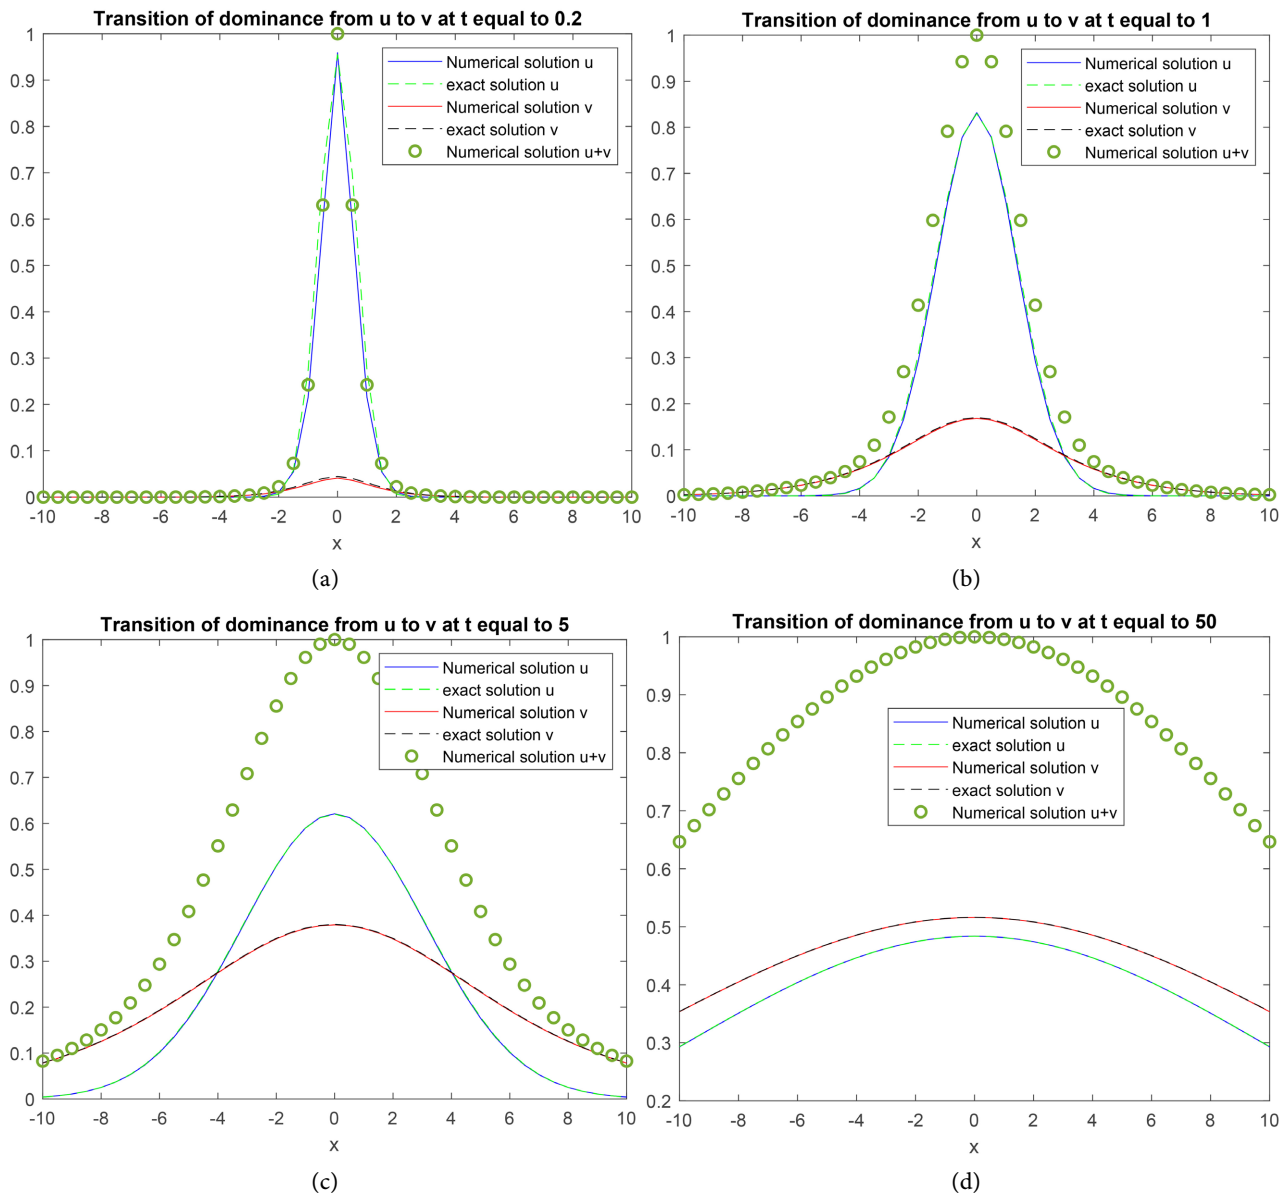 Transition of dominance from u to v at t equal to 0.2
1
0.9
0.8
0.7
0.6
0.5
0.4
0.3
0.2
0.1
0
-10 -8 -6 -4 -2 0 2 4 6 8 10
x
Numerical solution u
exact solution u
Numerical solution v
exact solution v
Numerical solution u+v
(a)
Transition of dominance from u to v at t equal to 1
1
0.9
0.8
0.7
0.6
0.5
0.4
0.3
0.2
0.1
0
-10 -8 -6 -4 -2 0 2 4 6 8 10
x
Numerical solution u
exact solution u
Numerical solution v
exact solution v
Numerical solution u+v
(b)
Transition of dominance from u to v at t equal to 5
1
0.9
0.8
0.7
0.6
0.5
0.4
0.3
0.2
0.1
0
-10 -8 -6 -4 -2 0 2 4 6 8 10
x
Numerical solution u
exact solution u
Numerical solution v
exact solution v
Numerical solution u+v
(c)
Transition of dominance from u to v at t equal to 50
1
0.9
0.8
0.7
0.6
0.5
0.4
0.3
0.2
-10 -8 -6 -4 -2 0 2 4 6 8 10
x
Numerical solution u
exact solution u
Numerical solution v
exact solution v
Numerical solution u+v
(d)